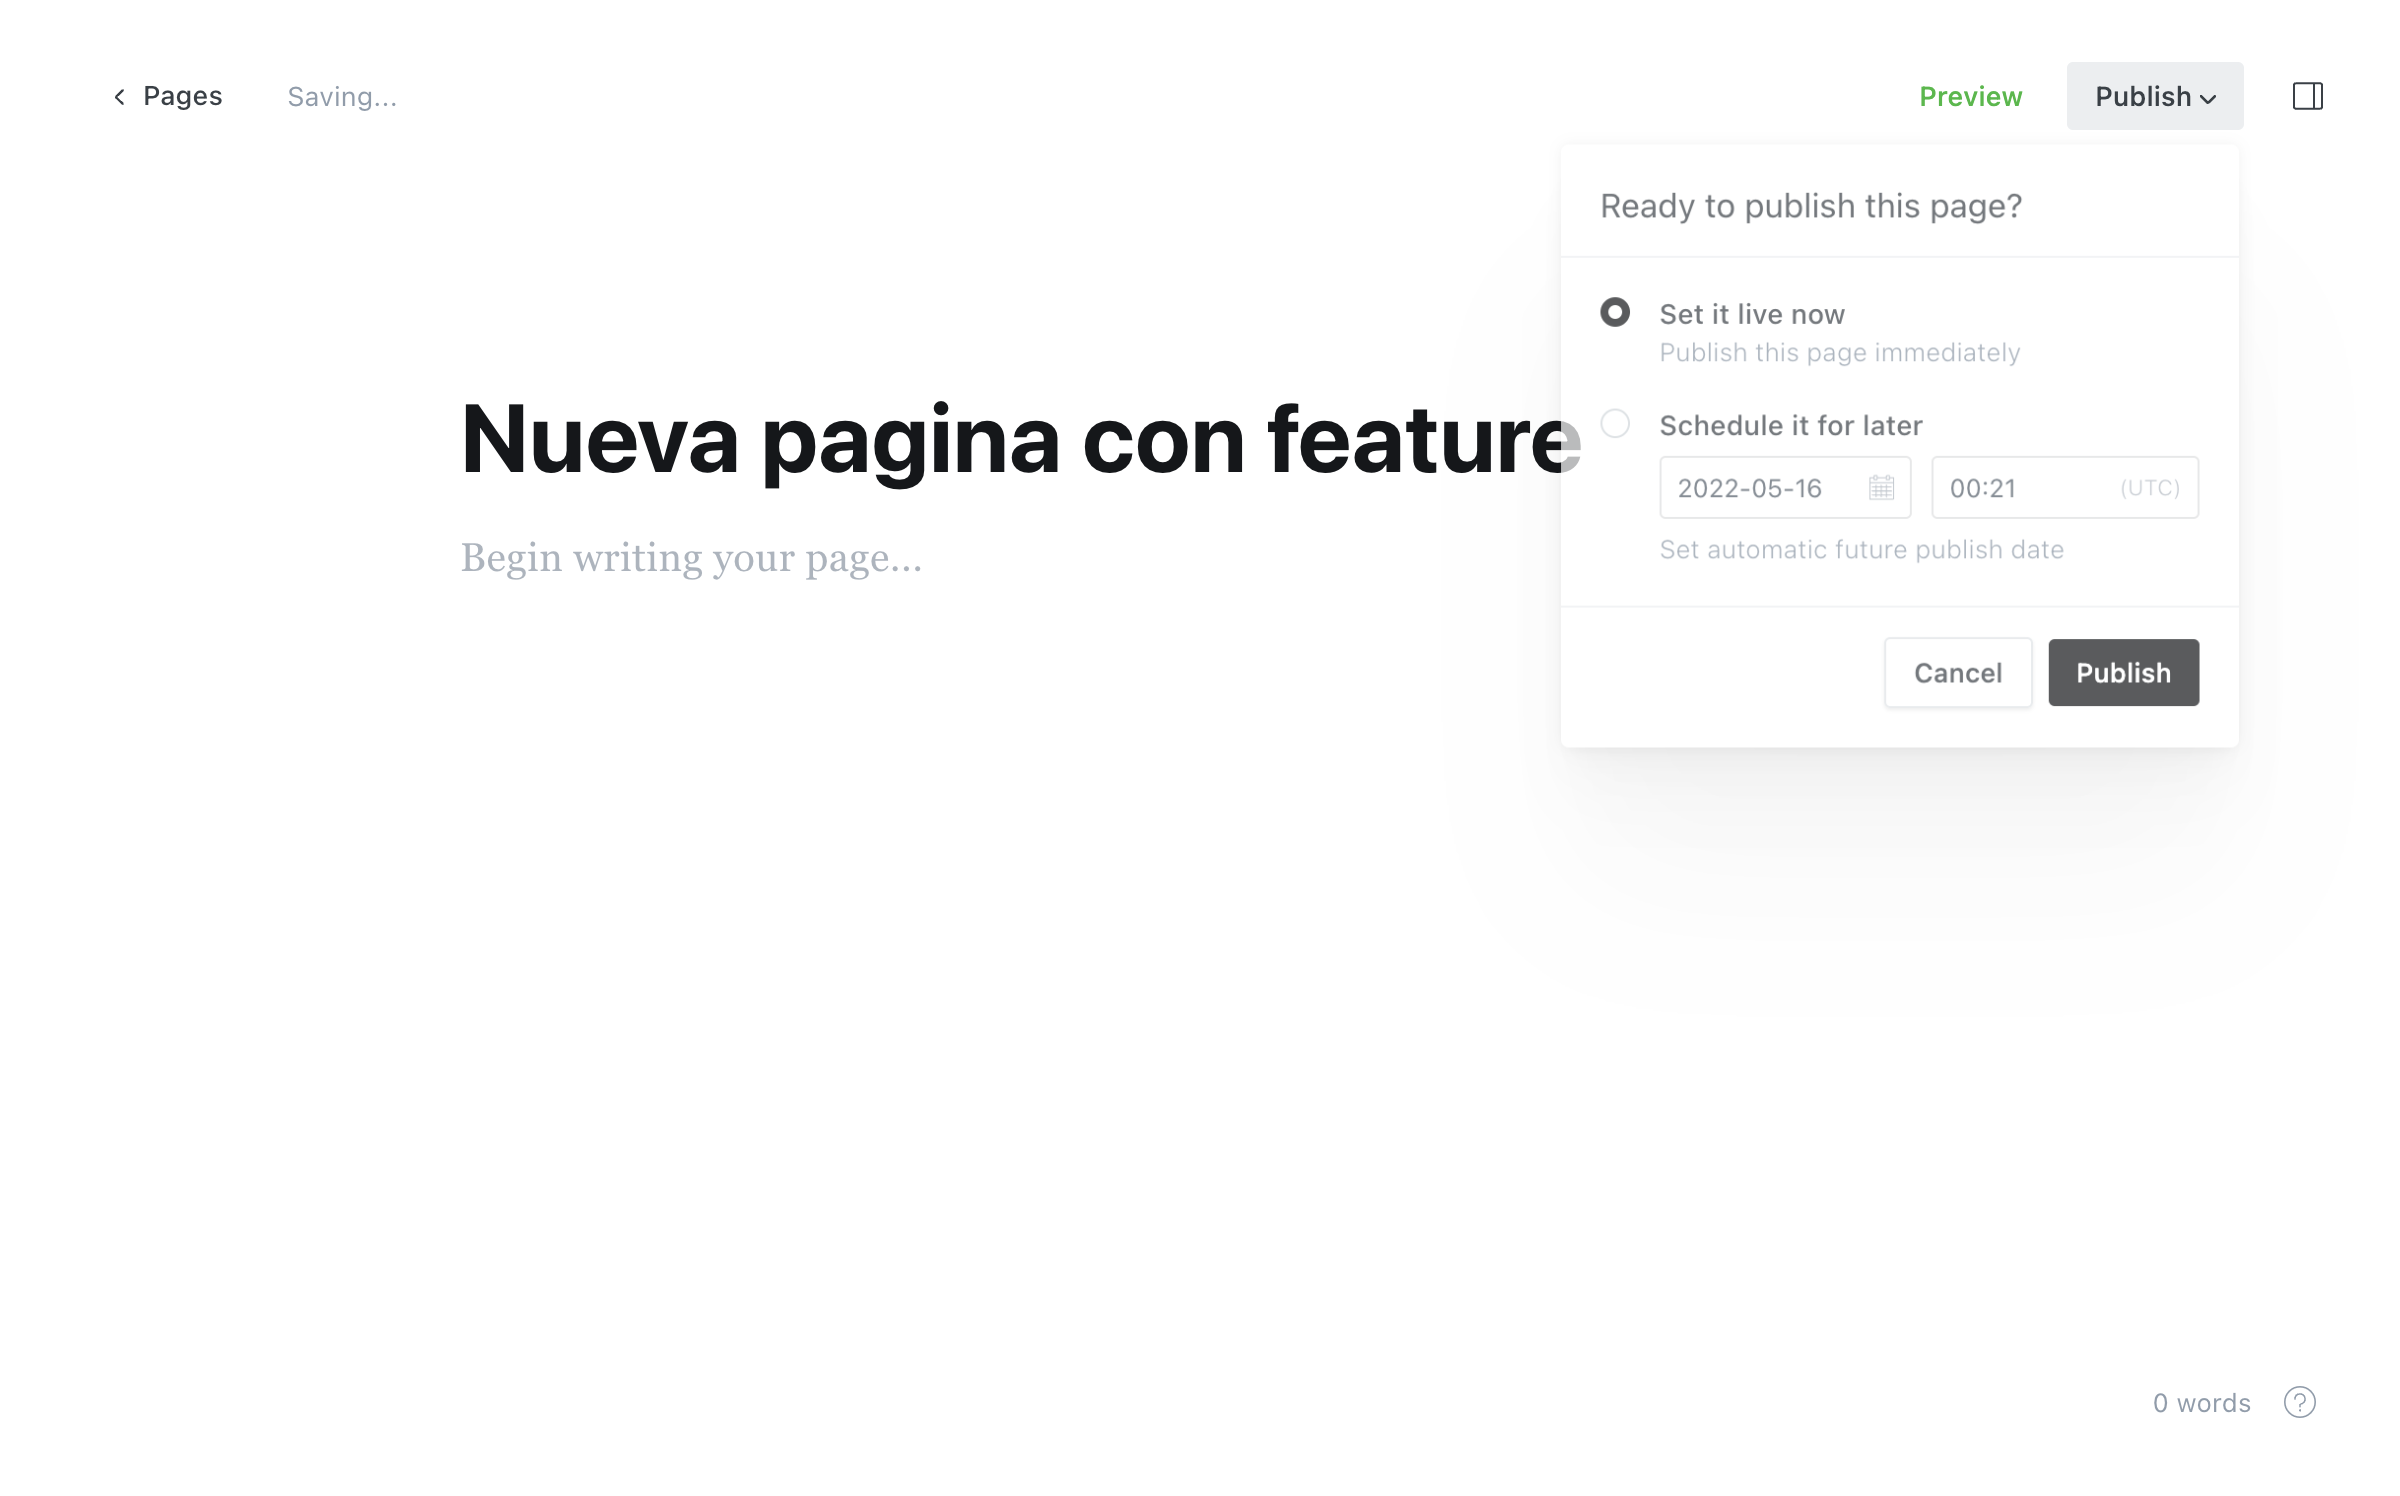 Pages
Saving...
Preview
Publish
Ready to publish this page?
Set it live now
Publish this page immediately
Nueva pagina con feature
Schedule it for later
2022-05-16
00:21 (UTC)
Set automatic future publish date
Begin writing your page...
Cancel
Publish
0 words
?